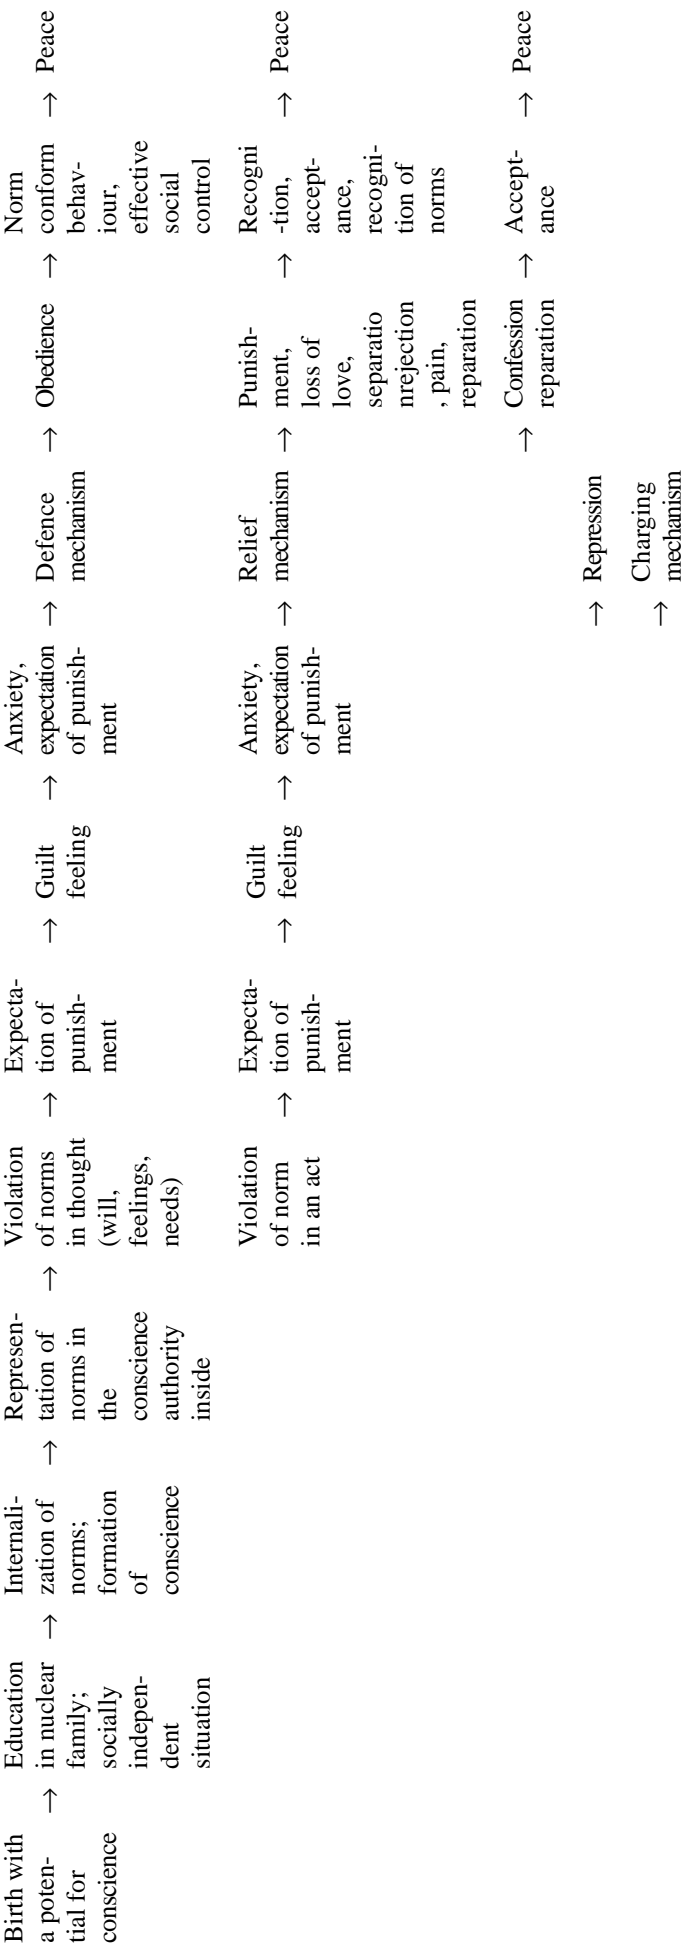 Birth with
a poten-
tial for
conscience
→
Education
in nuclear
family;
socially
indepen-
dent
situation
→
Internali-
zation of
norms;
formation
of
conscience
→
Represen-
tation of
norms in
the
conscience
authority
inside
→
Violation
of norms
in thought
(will,
feelings,
needs)
→
Expecta-
tion of
punish-
ment
→
Guilt
feeling
→
Anxiety,
expectation
of punish-
ment
→
Defence
mechanism
→
Obedience
→
Norm
conform
behav-
iour,
effective
social
control
→
Peace
Violation
of norm
in an act
→
Expecta-
tion of
punish-
ment
→
Guilt
feeling
→
Anxiety,
expectation
of punish-
ment
→
Relief
mechanism
→
Punish-
ment,
loss of
love,
separatio
nrejection
, pain,
reparation
→
Recogni
-tion,
accept-
ance,
recogni-
tion of
norms
→
Peace
→
Confession
reparation
→
Accept-
ance
→
Peace
→
Repression
→
Charging
mechanism